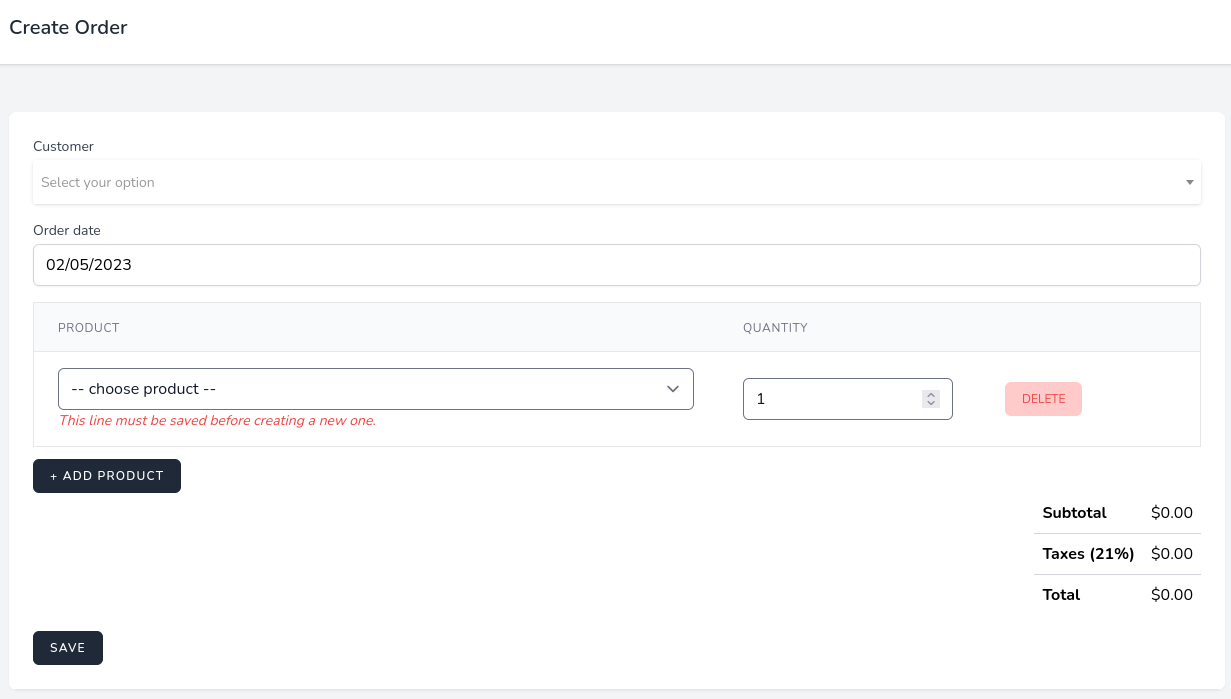 Create Order
Customer
Select your option
Order date
02/05/2023
PRODUCT QUANTITY
-- choose product -- 1 DELETE
This line must be saved before creating a new one.
+ ADD PRODUCT
Subtotal $0.00
Taxes (21%) $0.00
Total $0.00
SAVE